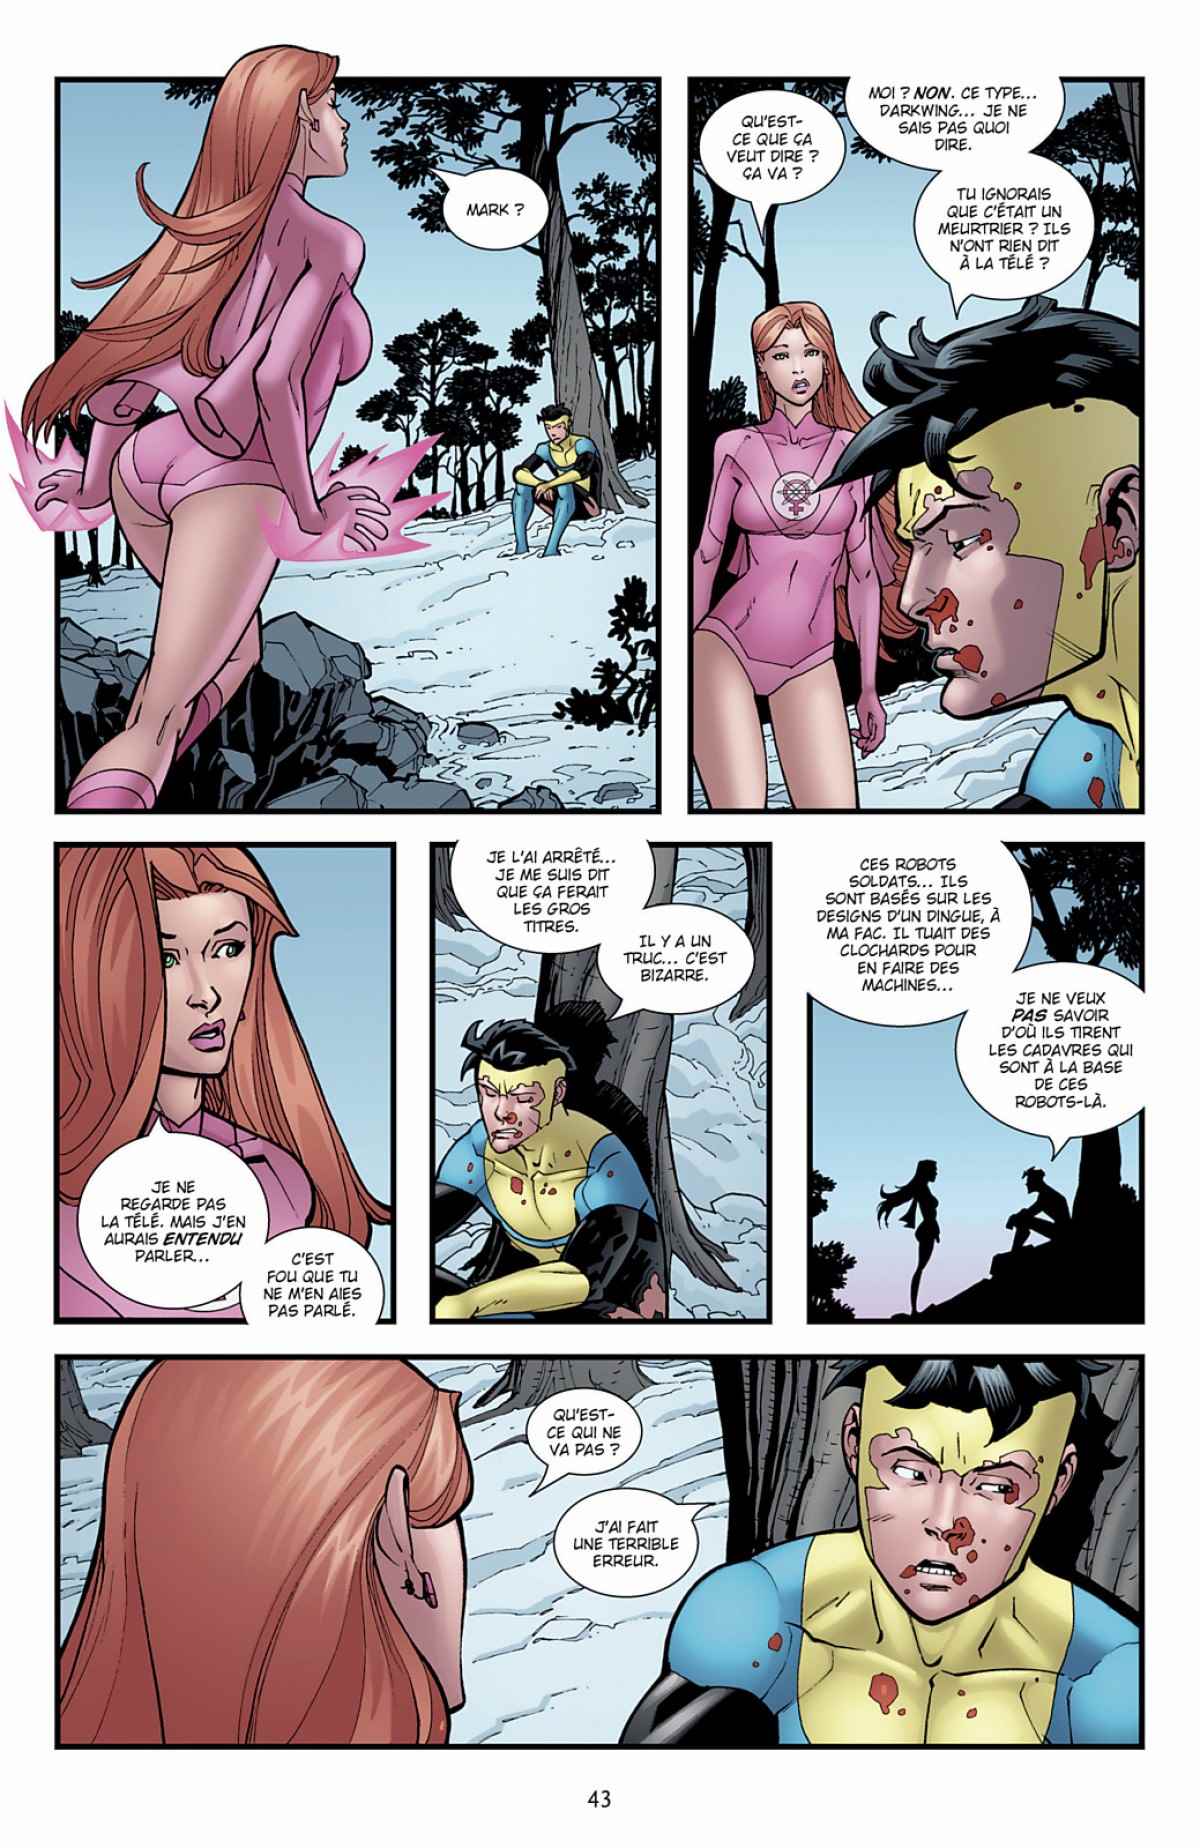 MARK ?
QU'EST-
CE QUE ÇA
VEUT DIRE ?
ÇA VA ?
MOI ? NON. CE TYPE...
DARKWING... JE NE
SAIS PAS QUOI
DIRE.
TU IGNORAIS
QUE C'ÉTAIT UN
MEURTRIER ? ILS
N'ONT RIEN DIT
À LA TÉLÉ ?
JE NE
REGARDE PAS
LA TÉLÉ. MAIS J'EN
AURAIS ENTENDU
PARLER...
C'EST
FOU QUE TU
NE M'EN AIES
PAS PARLÉ.
JE L'AI ARRÊTÉ...
JE ME SUIS DIT
QUE ÇA FERAIT
LES GROS
TITRES.
IL Y A UN
TRUC... C'EST
BIZARRE.
CES ROBOTS
SOLDATS... ILS
SONT BASÉS SUR LES
DESIGNS D'UN DINGUE, À
MA FAC. IL TUAIT DES
CLOCHARDS POUR
EN FAIRE DES
MACHINES...
JE NE VEUX
PAS SAVOIR
D'OÙ ILS TIRENT
LES CADAVRES QUI
SONT À LA BASE
DE CES
ROBOTS-LÀ.
QU'EST-
CE QUI NE
VA PAS ?
J'AI FAIT
UNE TERRIBLE
ERREUR.
43